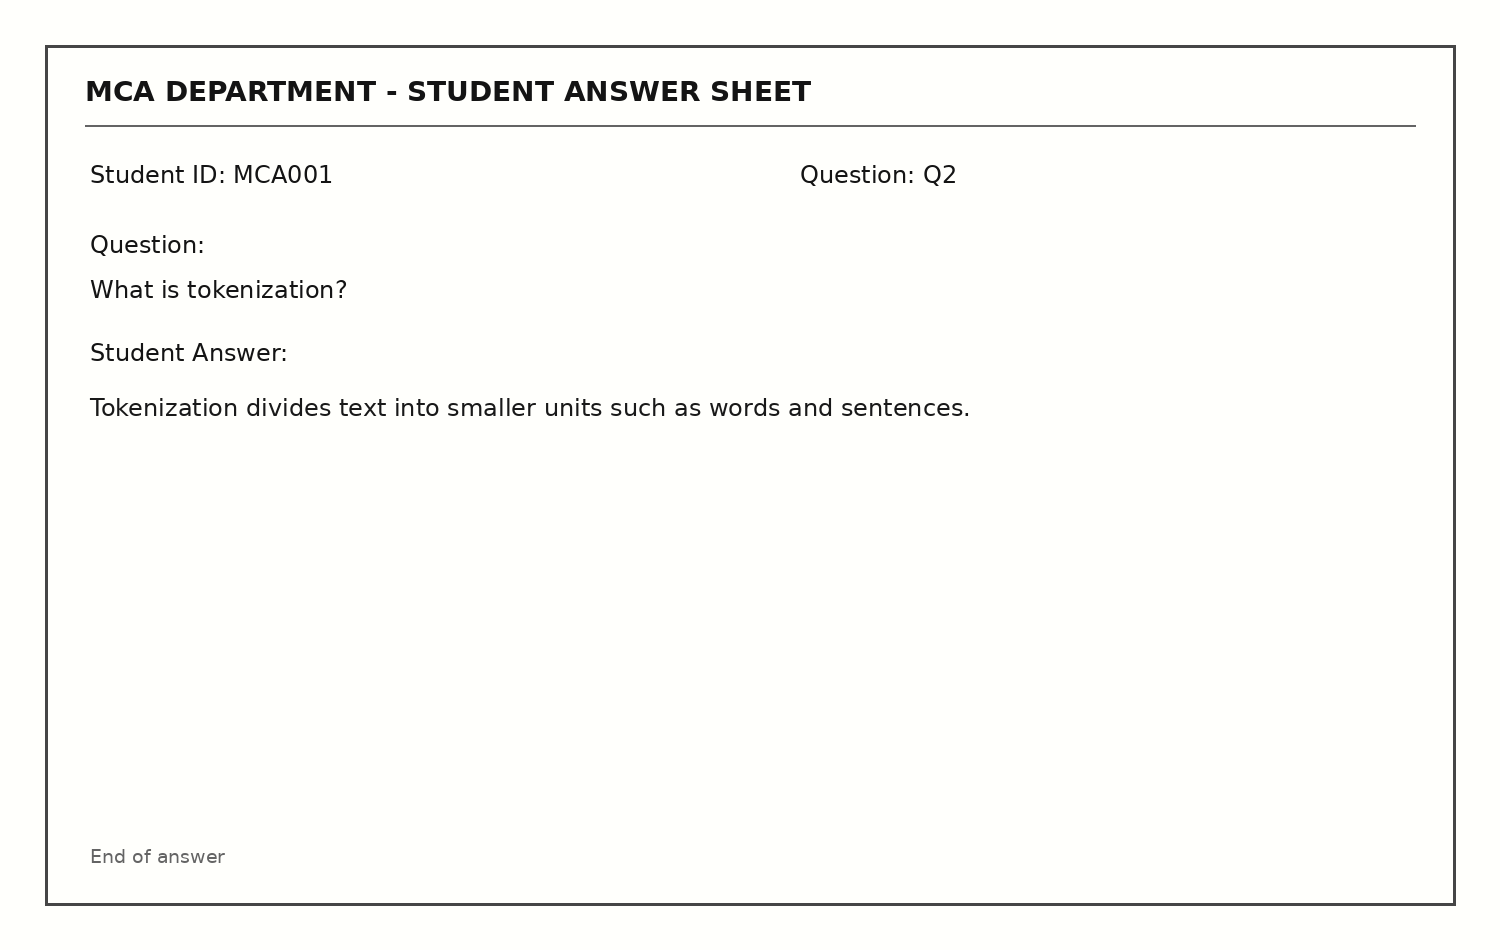 MCA DEPARTMENT - STUDENT ANSWER SHEET
Student ID: MCA001 Question: Q2
Question:
What is tokenization?
Student Answer:
Tokenization divides text into smaller units such as words and sentences.
End of answer